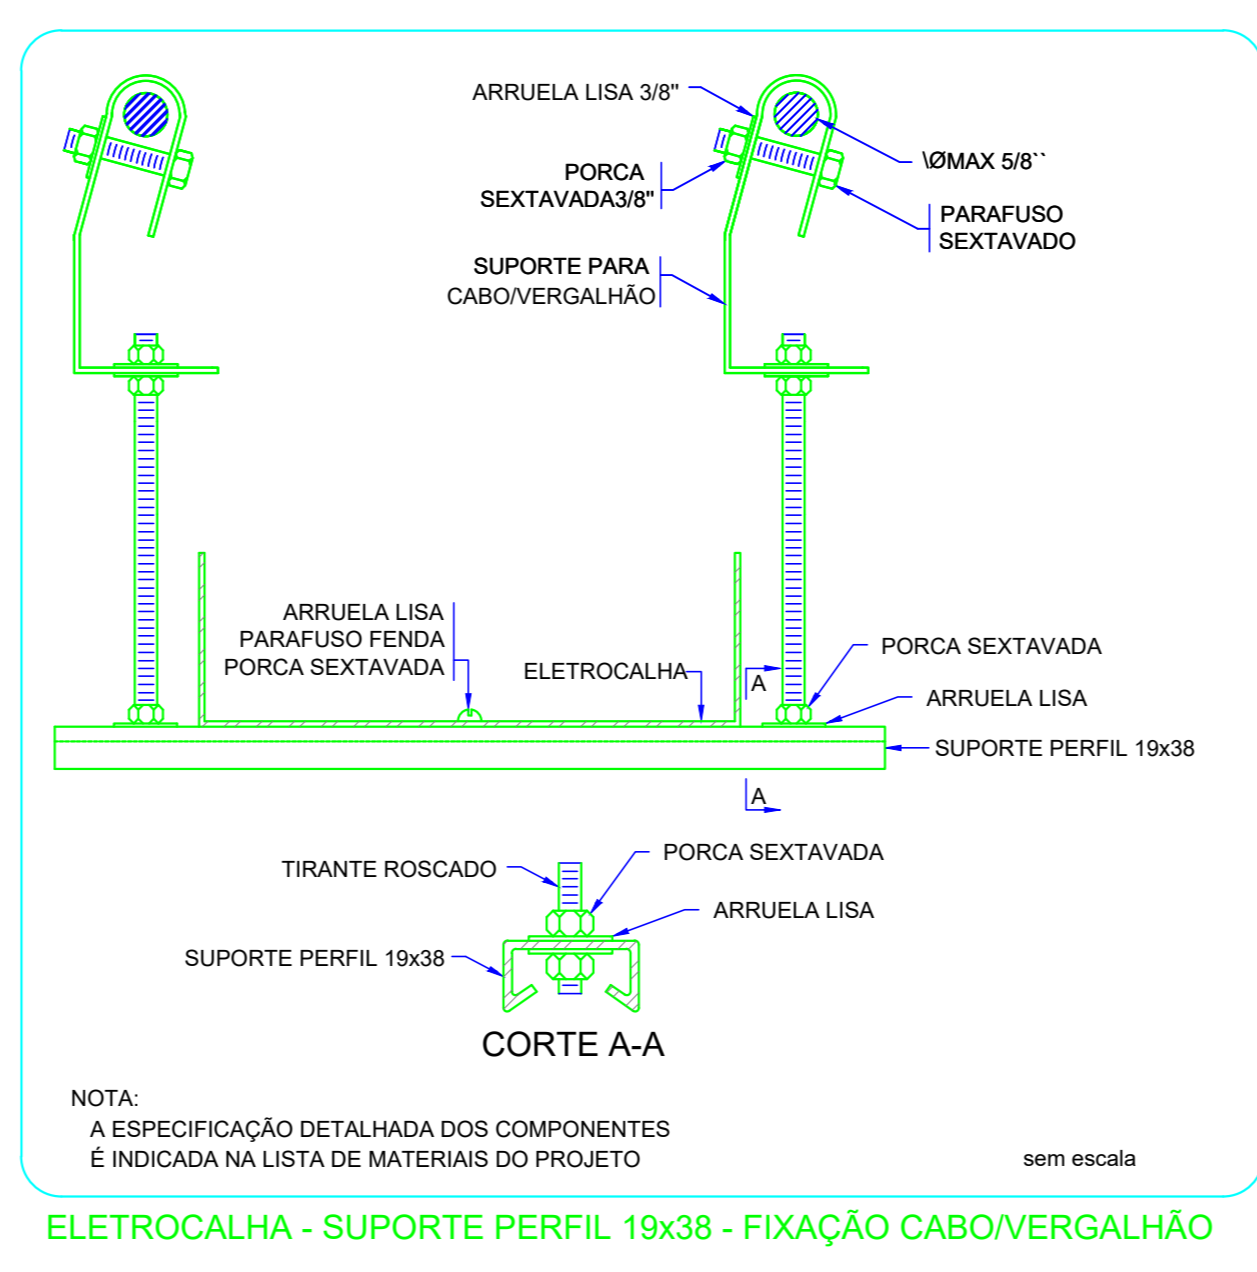 ARRUELA LISA 3/8"
\ØMAX 5/8``
PORCA
SEXTAVADA3/8"
PARAFUSO
SEXTAVADO
SUPORTE PARA
CABO/VERGALHÃO
ARRUELA LISA
PARAFUSO FENDA
PORCA SEXTAVADA
ELETROCALHA
A
PORCA SEXTAVADA
ARRUELA LISA
SUPORTE PERFIL 19x38
A
TIRANTE ROSCADO
PORCA SEXTAVADA
ARRUELA LISA
SUPORTE PERFIL 19x38
CORTE A-A
NOTA:
A ESPECIFICAÇÃO DETALHADA DOS COMPONENTES
É INDICADA NA LISTA DE MATERIAIS DO PROJETO
sem escala
ELETROCALHA - SUPORTE PERFIL 19x38 - FIXAÇÃO CABO/VERGALHÃO